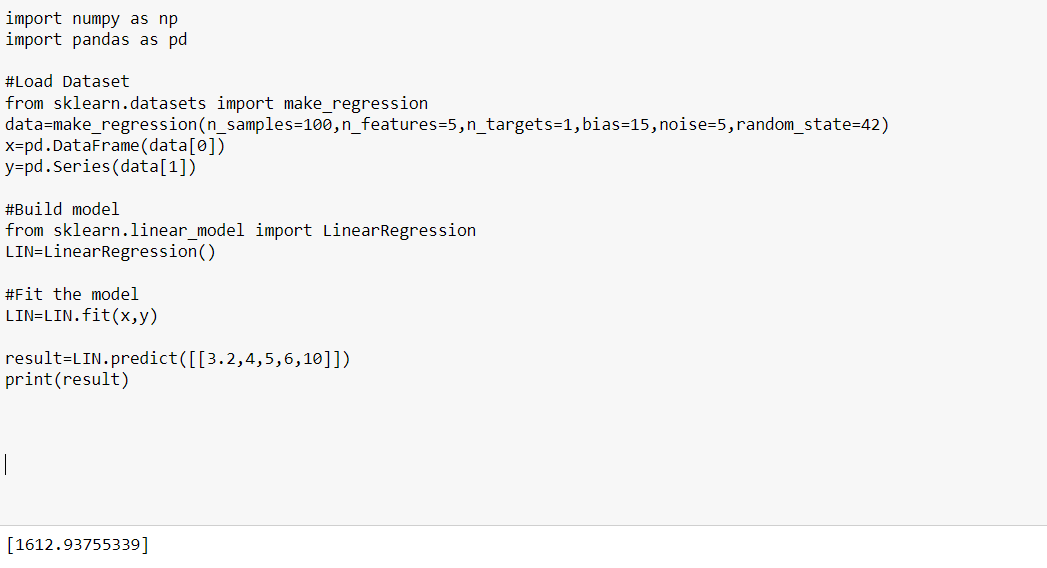 import numpy as np
import pandas as pd
#Load Dataset
from sklearn.datasets import make_regression
data=make_regression(n_samples=100,n_features=5,n_targets=1,bias=15,noise=5,random_state=42)
x=pd.DataFrame(data[0])
y=pd.Series(data[1])
#Build model
from sklearn.linear_model import LinearRegression
LIN=LinearRegression()
#Fit the model
LIN=LIN.fit(x,y)
result=LIN.predict([[3.2,4,5,6,10]])
print(result)
[1612.93755339]